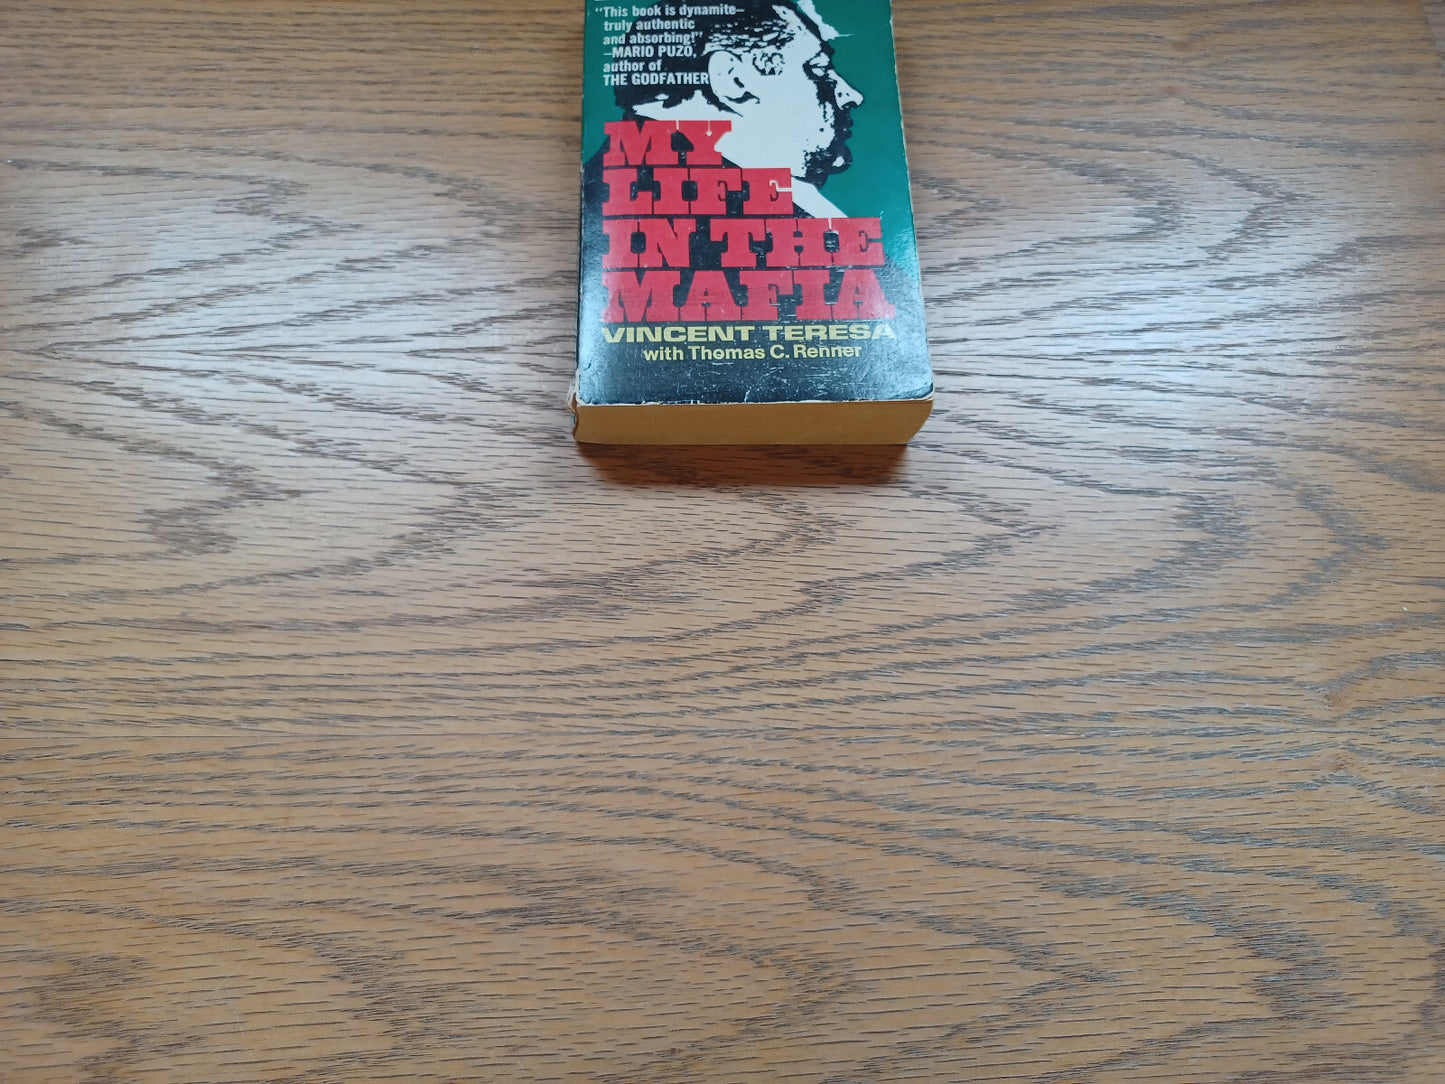 "This book is dynamite–
truly authentic
and absorbing!"
–MARIO PUZO,
author of
THE GODFATHER
MY
LIFE
IN THE
MAFIA
VINCENT TERESA
with Thomas C. Renner